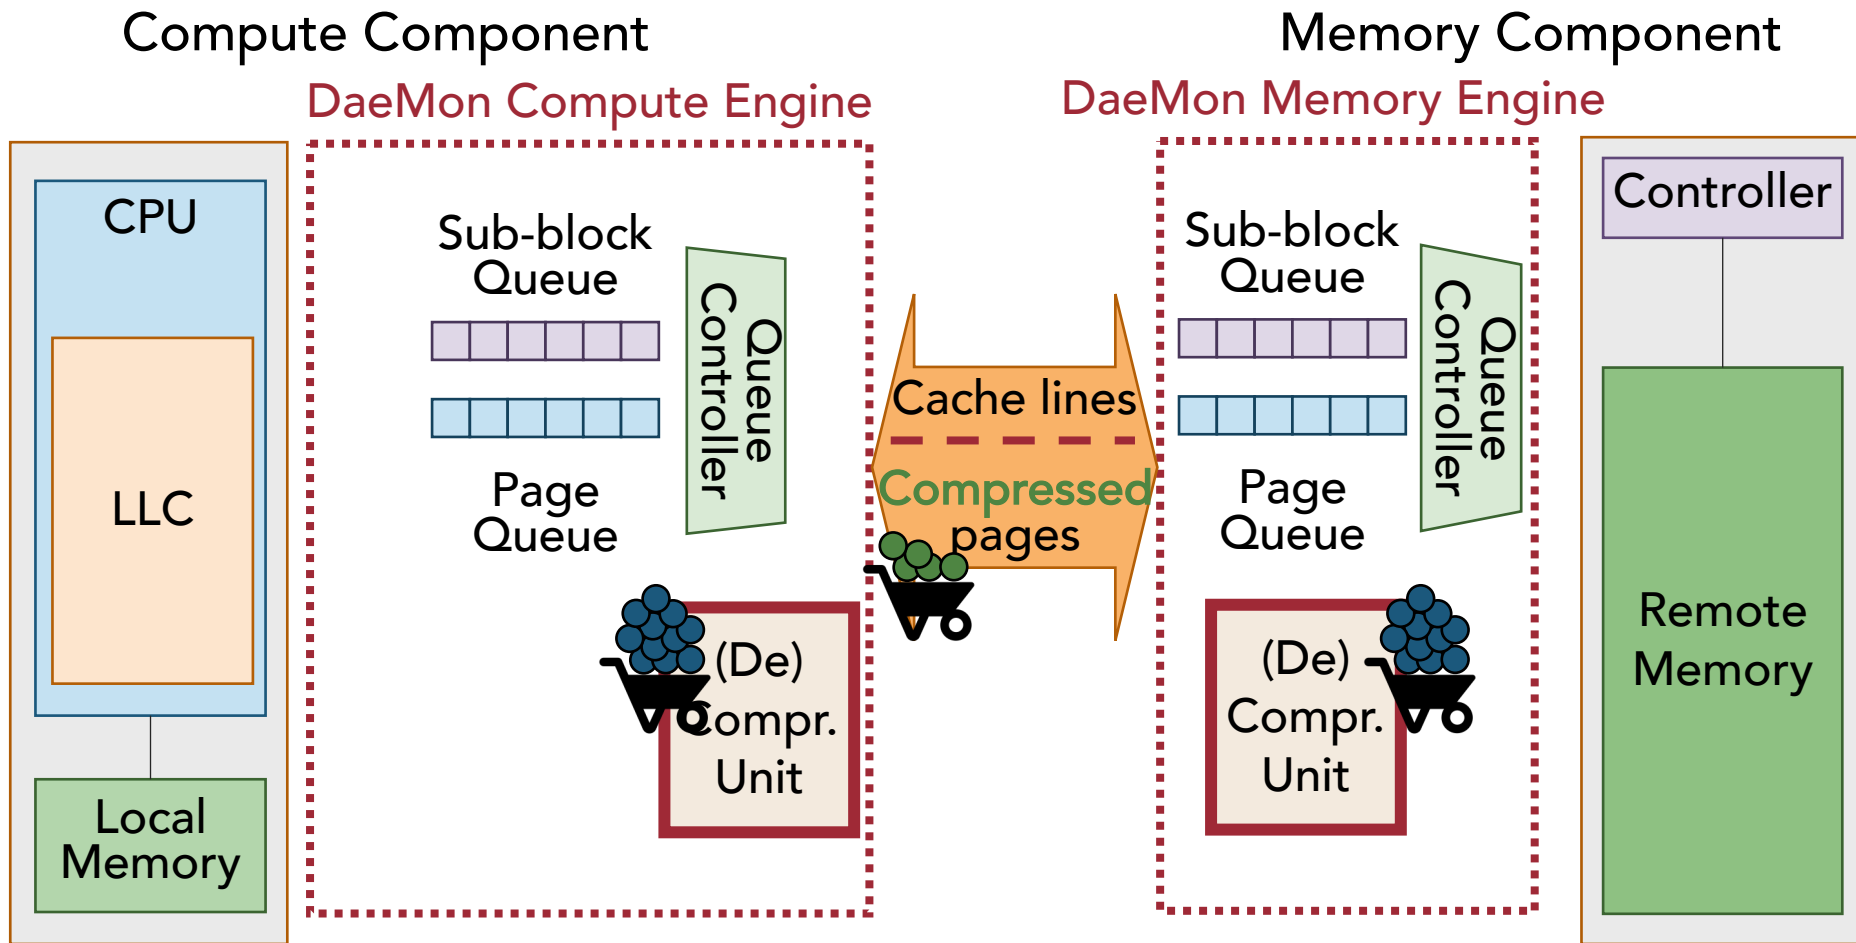 Compute Component
Memory Component
DaeMon Compute Engine
DaeMon Memory Engine
CPU
LLC
Local
Memory
Sub-block
Queue
Page
Queue
Queue
Controller
(De)
Compr.
Unit
Cache lines
Compressed
pages
Sub-block
Queue
Page
Queue
Queue
Controller
(De)
Compr.
Unit
Controller
Remote
Memory